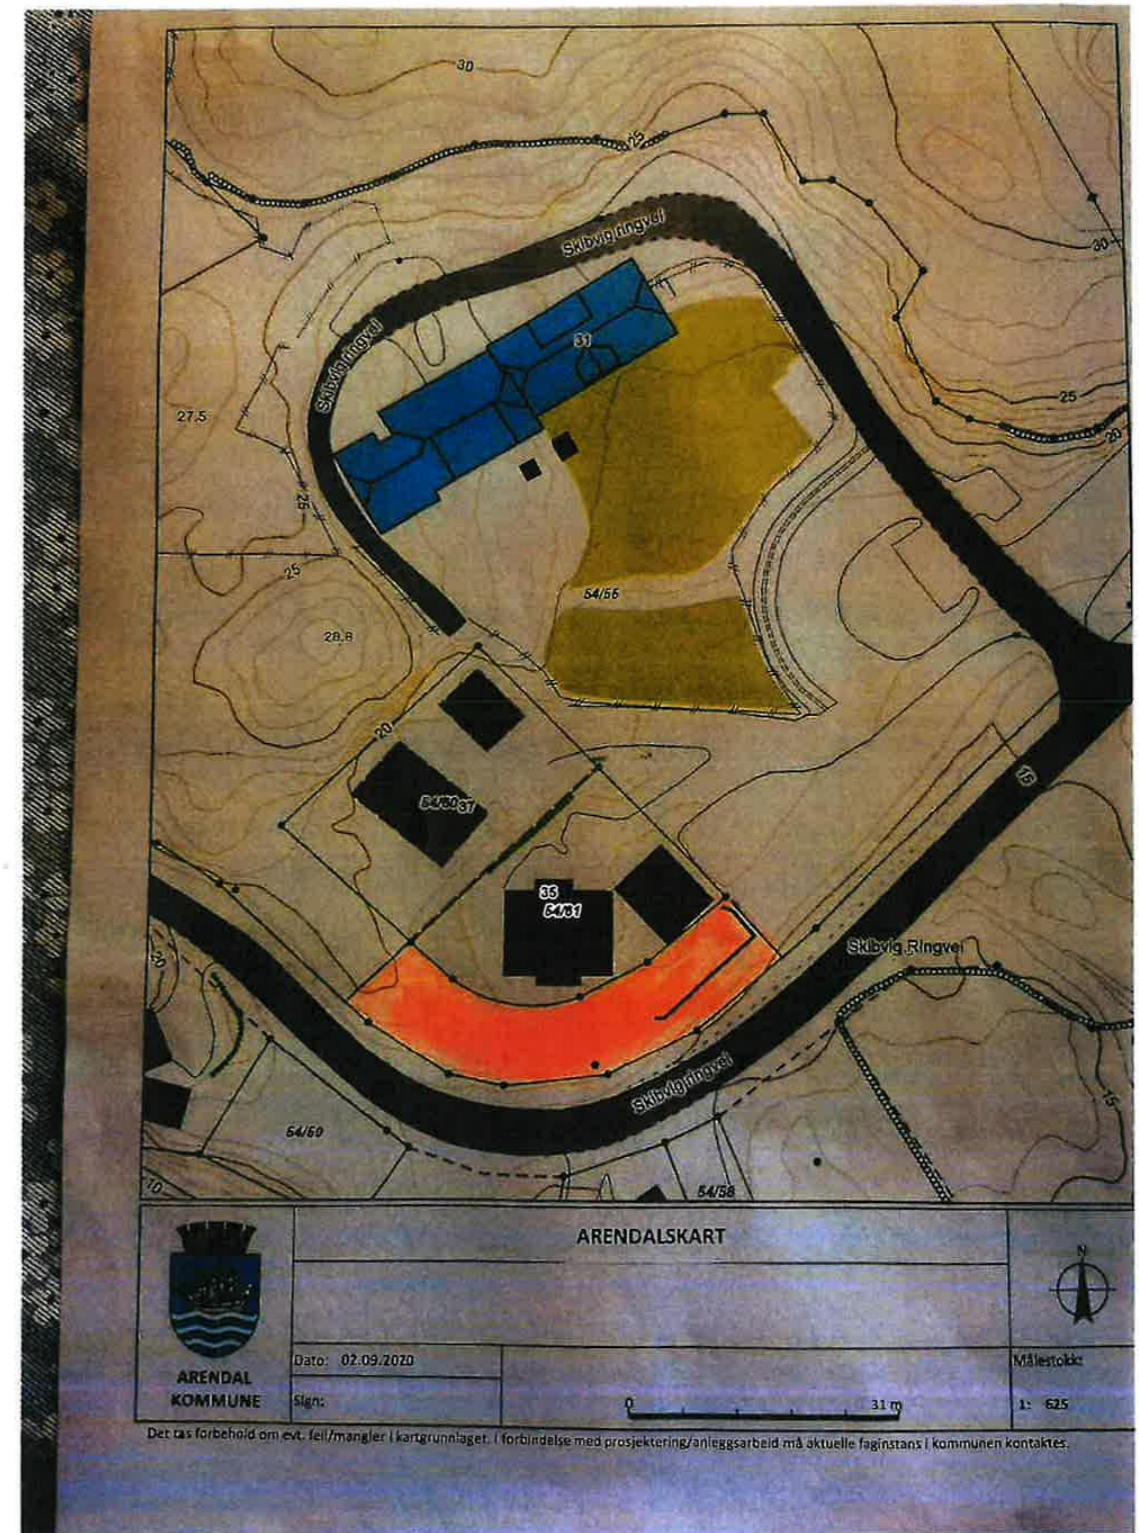 30
25
Skibvig ringvei
30
Skibvig ringvei
31
27,5
25
20
25
25
54/55
28,8
20
54/60 37
15
35
54/61
Skibvig Ringvei
20
Skibvig ringvei
15
54/59
10
54/58
ARENDALSKART
N
ARENDAL
KOMMUNE
Dato: 02.09.2020
Sign:
0 31 m
Målestokk:
1: 625
Det tas forbehold om evt. feil/mangler i kartgrunnlaget. I forbindelse med prosjektering/anleggsarbeid må aktuelle faginstans i kommunen kontaktes.